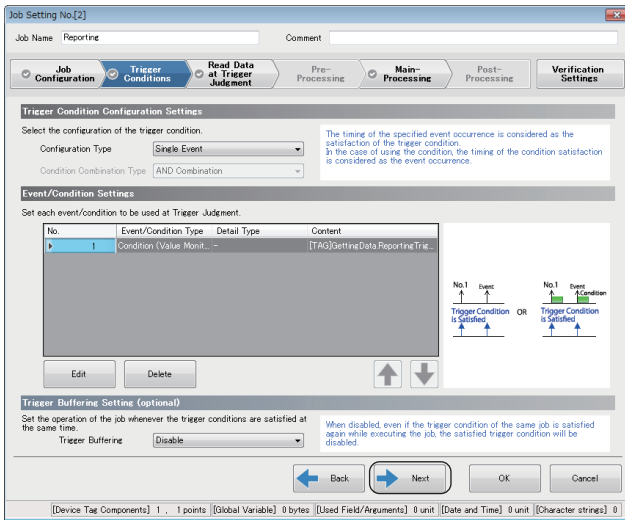 Job Setting No.[2]
Job Name Reporting Comment
Job Configuration Trigger Conditions Read Data at Trigger Judgment Pre-Processing Main-Processing Post-Processing Verification Settings
Trigger Condition Configuration Settings
Select the configuration of the trigger condition.
Configuration Type Single Event
Condition Combination Type AND Combination
The timing of the specified event occurrence is considered as the
satisfaction of the trigger condition.
In the case of using the condition, the timing of the condition satisfaction
is considered as the event occurrence.
Event/Condition Settings
Set each event/condition to be used at Trigger Judgment.
No. Event/Condition Type Detail Type Content
1 Condition (Value Monit... - [TAG]GettingData.ReportingTrig...
No.1 Event
Trigger Condition
is Satisfied
OR
No.1 Event
Condition
Trigger Condition
is Satisfied
Edit Delete
Trigger Buffering Setting (optional)
Set the operation of the job whenever the trigger conditions are satisfied at
the same time.
Trigger Buffering Disable
When disabled, even if the trigger condition of the same job is satisfied
again while executing the job, the satisfied trigger condition will be
disabled.
Back Next OK Cancel
[Device Tag Components] 1 , 1 points [Global Variable] 0 bytes [Used Field/Arguments] 0 unit [Date and Time] 0 unit [Character strings] 0